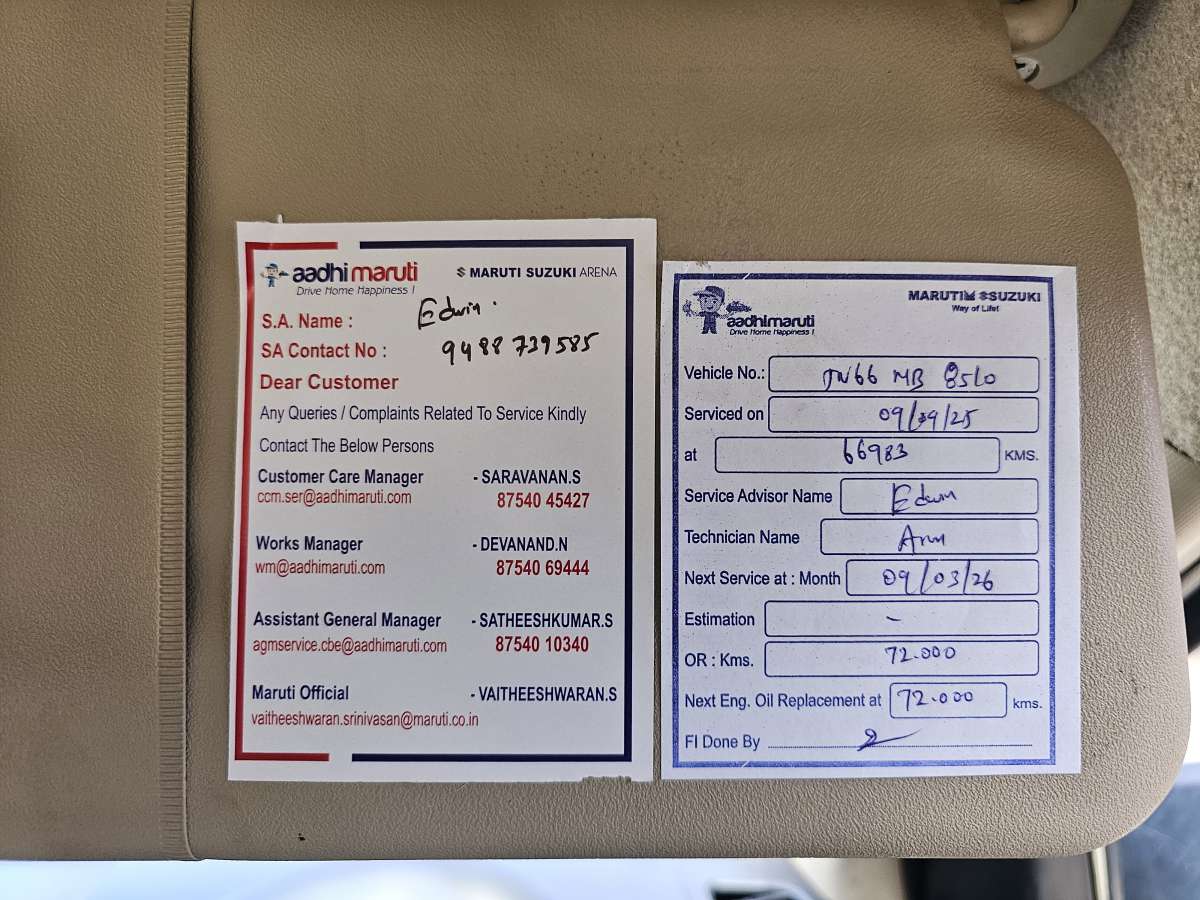 aadhi maruti
Drive Home Happiness !
MARUTI SUZUKI ARENA
S.A. Name : Edwin.
SA Contact No : 9488739585
Dear Customer
Any Queries / Complaints Related To Service Kindly
Contact The Below Persons
Customer Care Manager - SARAVANAN.S
ccm.ser@aadhimaruti.com 87540 45427
Works Manager - DEVANAND.N
wm@aadhimaruti.com 87540 69444
Assistant General Manager - SATHEESHKUMAR.S
agmservice.cbe@aadhimaruti.com 87540 10340
Maruti Official - VAITHEESHWARAN.S
vaitheeshwaran.srinivasan@maruti.co.in
aadhimaruti
Drive Home Happiness !
MARUTI SUZUKI
Way of Life!
Vehicle No.: TN66 MB 8510
Serviced on 09/09/25
at 66983 KMS.
Service Advisor Name Edwin
Technician Name Arun
Next Service at : Month 09/03/26
Estimation -
OR : Kms. 72.000
Next Eng. Oil Replacement at 72.000 kms.
FI Done By